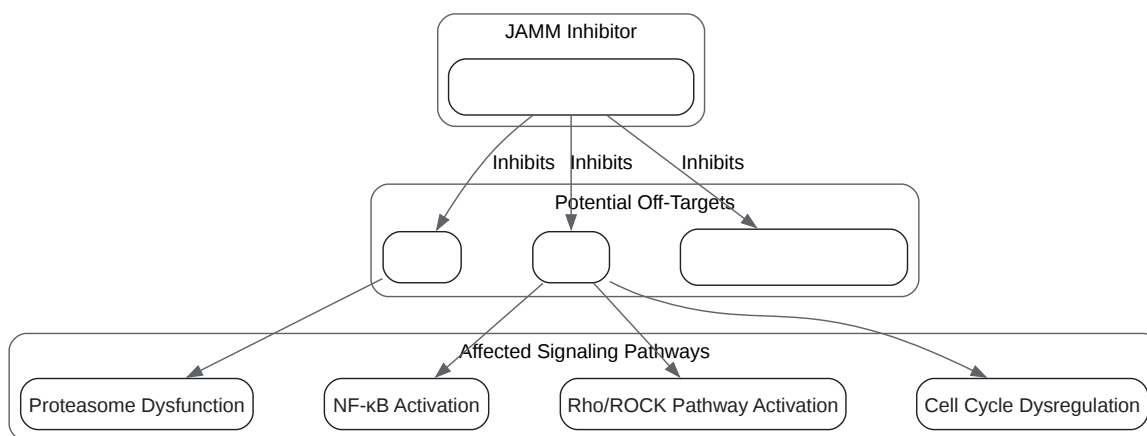 JAMM Inhibitor
Inhibits
Inhibits
Inhibits
Potential Off-Targets
Affected Signaling Pathways
Proteasome Dysfunction
NF-κB Activation
Rho/ROCK Pathway Activation
Cell Cycle Dysregulation